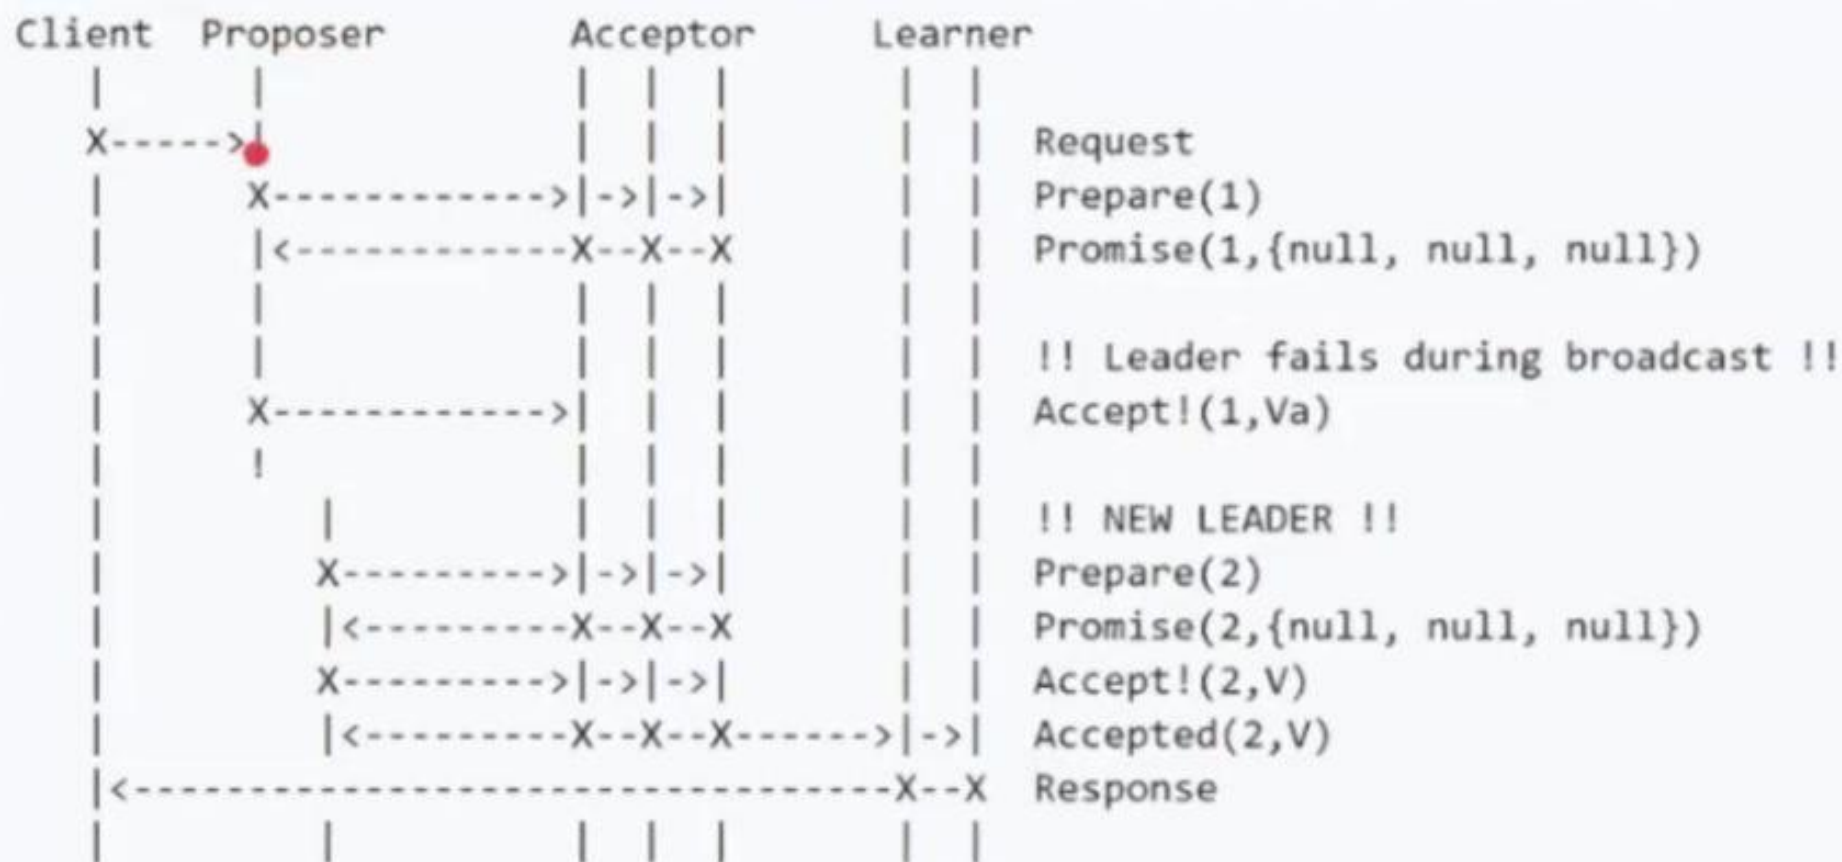 Client Proposer Acceptor Learner
| | | | | | |
X----->| | | | | | Request
| X------------>|->|->| | | Prepare(1)
| |<------------X--X--X | | Promise(1,{null, null, null})
| | | | | | |
| | | | | | | !! Leader fails during broadcast !!
| X------------>| | | | | Accept!(1,Va)
| ! | | | | |
| | | | | | | !! NEW LEADER !!
| X--------->|->|->| | | Prepare(2)
| |<---------X--X--X | | Promise(2,{null, null, null})
| X--------->|->|->| | | Accept!(2,V)
| |<---------X--X--X------>|->| Accepted(2,V)
|<---------------------------------X--X Response
| | | | | | |